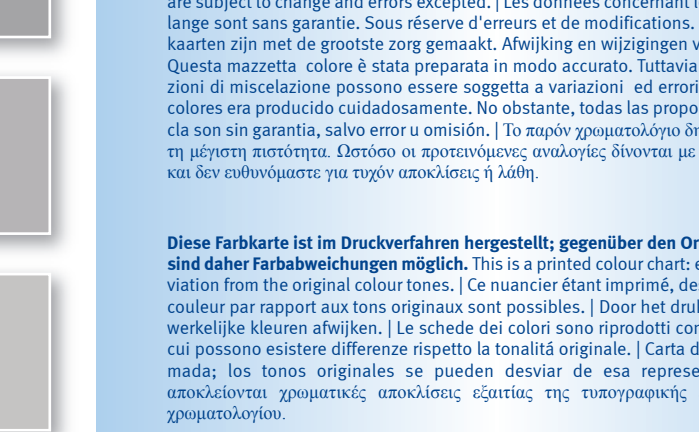 are subject to change and errors excepted. | Les données concernant l
lange sont sans garantie. Sous réserve d'erreurs et de modifications.
kaarten zijn met de grootste zorg gemaakt. Afwijking en wijzigingen v
Questa mazzetta colore è stata preparata in modo accurato. Tuttavia
zioni di miscelazione possono essere soggetta a variazioni ed errori
colores era producido cuidadosamente. No obstante, todas las propo
cla son sin garantia, salvo error u omisión. | Το παρόν χρωματολόγιο δη
τη μέγιστη πιστότητα. Ωστόσο οι προτεινόμενες αναλογίες δίνονται με
και δεν ευθυνόμαστε για τυχόν αποκλίσεις ή λάθη.
Diese Farbkarte ist im Druckverfahren hergestellt; gegenüber den Or
sind daher Farbabweichungen möglich. This is a printed colour chart: e
viation from the original colour tones. | Ce nuancier étant imprimé, des
couleur par rapport aux tons originaux sont possibles. | Door het druk
werkelijke kleuren afwijken. | Le schede dei colori sono riprodotti con
cui possono esistere differenze rispetto la tonalitá originale. | Carta d
mada; los tonos originales se pueden desviar de esa represe
αποκλείονται χρωματικές αποκλίσεις εξαιτίας της τυπογραφικής
χρωματολογίου.